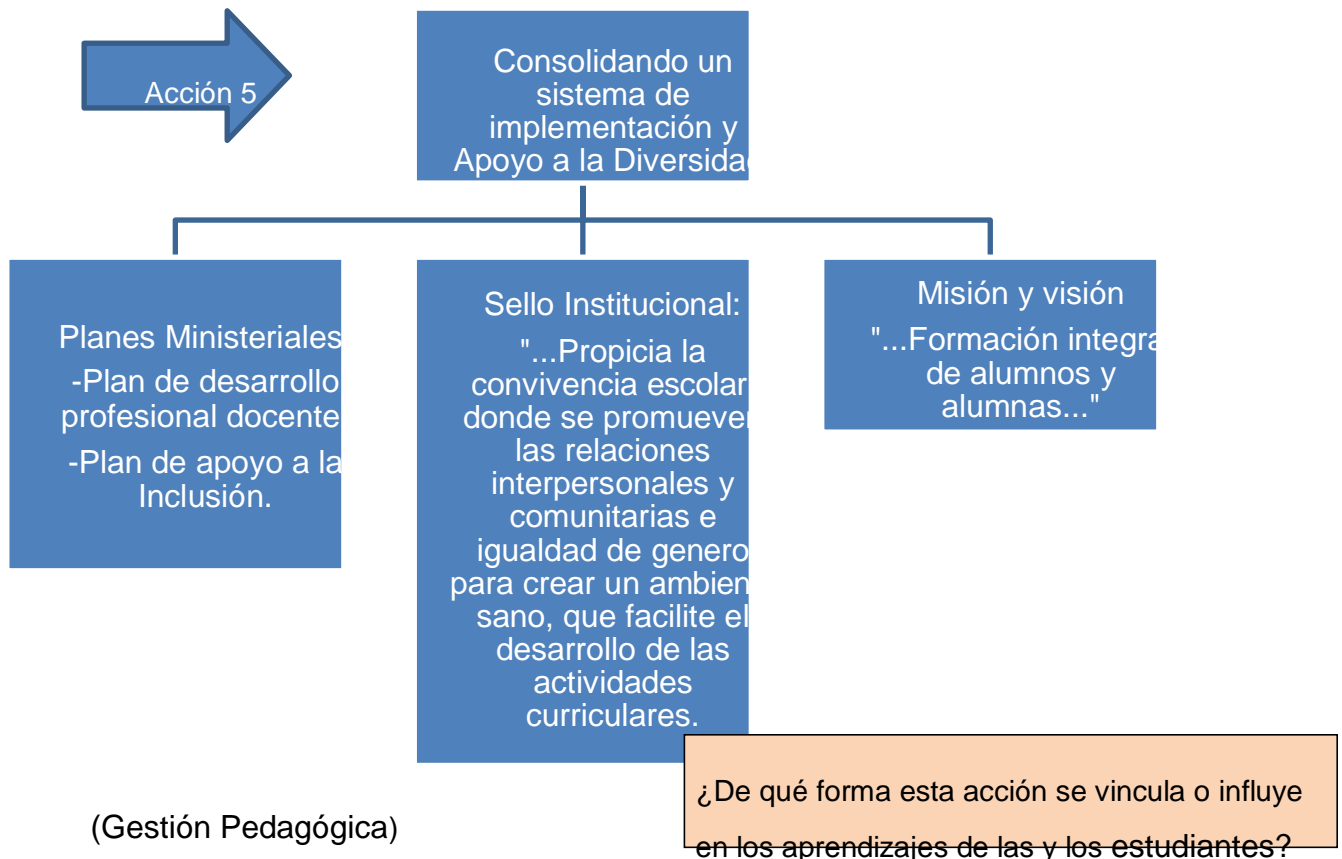 Acción 5
Consolidando un
sistema de
implementación y
Apoyo a la Diversidad
Planes Ministeriales
-Plan de desarrollo
profesional docente
-Plan de apoyo a la
Inclusión.
Sello Institucional:
"...Propicia la
convivencia escolar
donde se promueven
las relaciones
interpersonales y
comunitarias e
igualdad de genero
para crear un ambien
sano, que facilite el
desarrollo de las
actividades
curriculares.
Misión y visión
"...Formación integra
de alumnos y
alumnas..."
(Gestión Pedagógica)
¿De qué forma esta acción se vincula o influye
en los aprendizajes de las y los estudiantes?